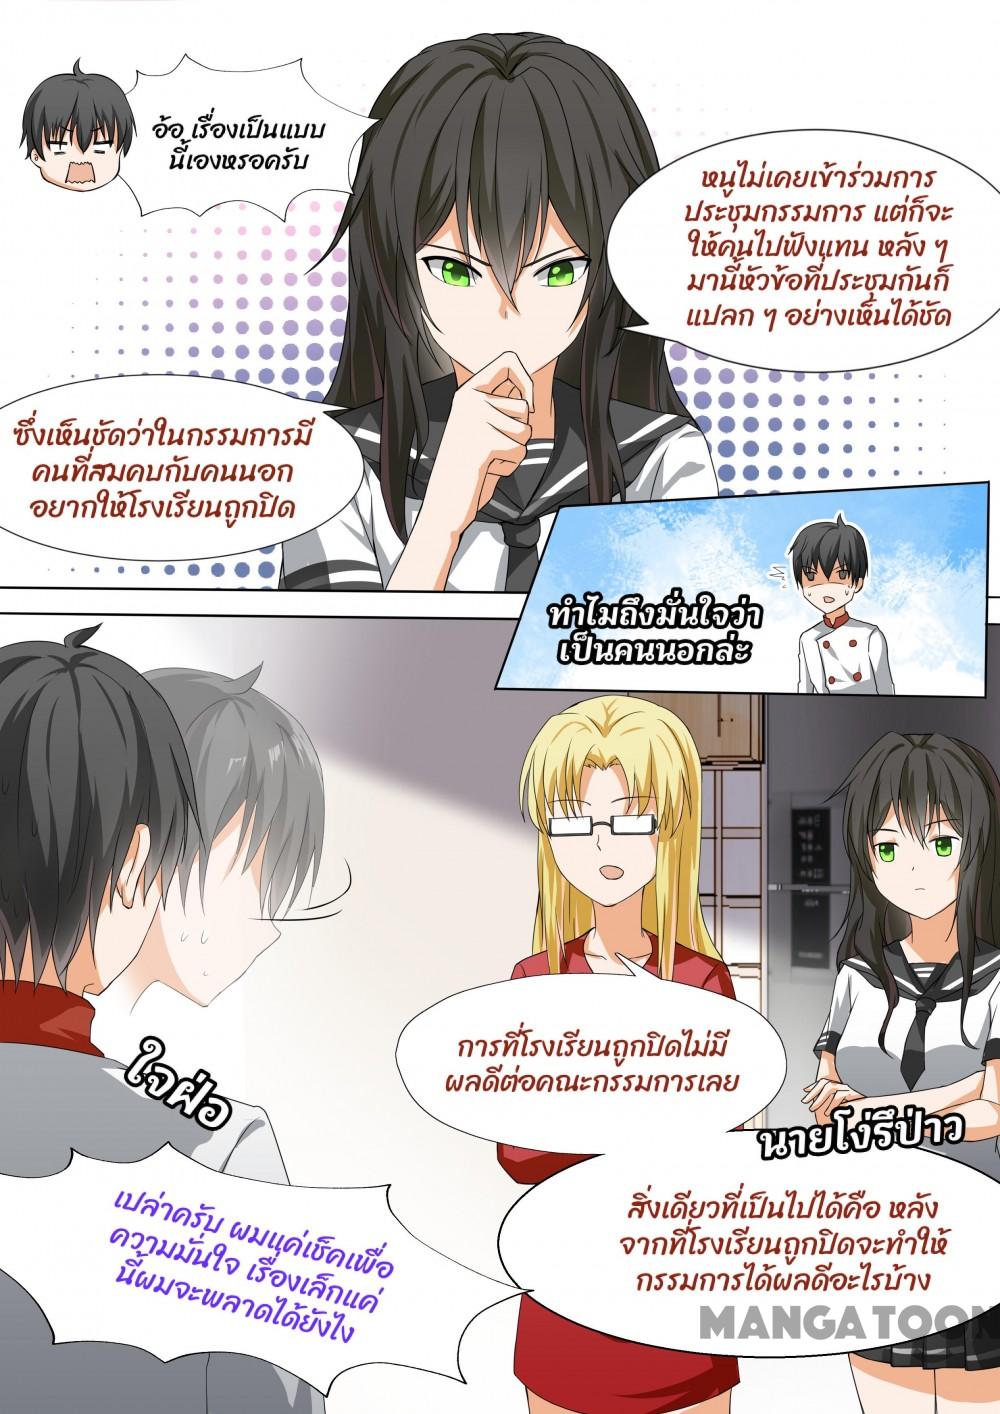 อ้อ เรื่องเป็นแบบ
นี้เองหรอครับ
หนูไม่เคยเข้าร่วมการ
ประชุมกรรมการ แต่ก็จะ
ให้คนไปฟังแทน หลัง ๆ
มานี้หัวข้อที่ประชุมกันก็
แปลก ๆ อย่างเห็นได้ชัด
ซึ่งเห็นชัดว่าในกรรมการมี
คนที่สมคบกับคนนอก
อยากให้โรงเรียนถูกปิด
ทำไมถึงมั่นใจว่า
เป็นคนนอกล่ะ
การที่โรงเรียนถูกปิดไม่มี
ผลดีต่อคณะกรรมการเลย
ใจฝ่อ
นายโง่รึป่าว
เปล่าครับ ผมแค่เช็คเพื่อ
ความมั่นใจ เรื่องเล็กแค่
นี้ผมจะพลาดได้ยังไง
สิ่งเดียวที่เป็นไปได้คือ หลัง
จากที่โรงเรียนถูกปิดจะทำให้
กรรมการได้ผลดีอะไรบ้าง
MANGATOON